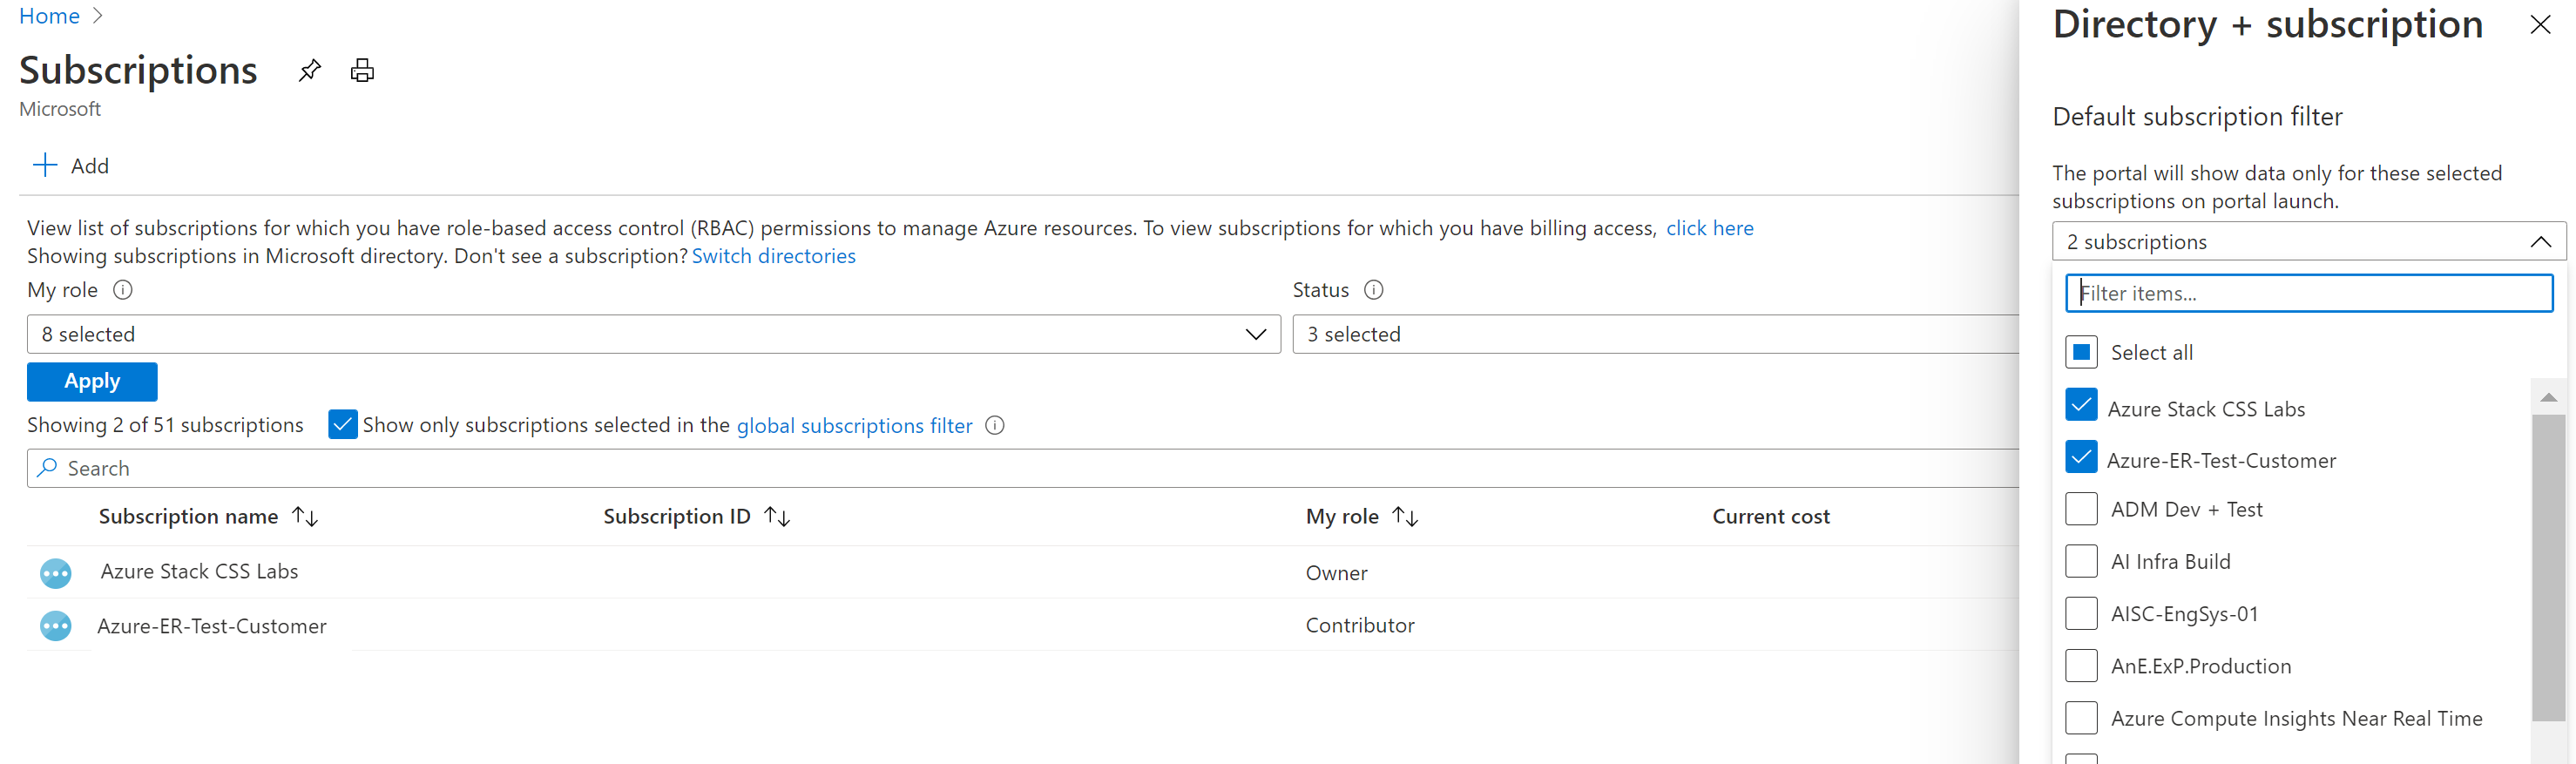 Home
Subscriptions
Microsoft
Add
View list of subscriptions for which you have role-based access control (RBAC) permissions to manage Azure resources. To view subscriptions for which you have billing access, click here
Showing subscriptions in Microsoft directory. Don't see a subscription? Switch directories
My role
Status
8 selected
3 selected
Apply
Showing 2 of 51 subscriptions
Show only subscriptions selected in the global subscriptions filter
Search
Subscription name
Subscription ID
My role
Current cost
Azure Stack CSS Labs
Owner
Azure-ER-Test-Customer
Contributor
Directory + subscription
Default subscription filter
The portal will show data only for these selected
subscriptions on portal launch.
2 subscriptions
Filter items...
Select all
Azure Stack CSS Labs
Azure-ER-Test-Customer
ADM Dev + Test
AI Infra Build
AISC-EngSys-01
AnE.ExP.Production
Azure Compute Insights Near Real Time